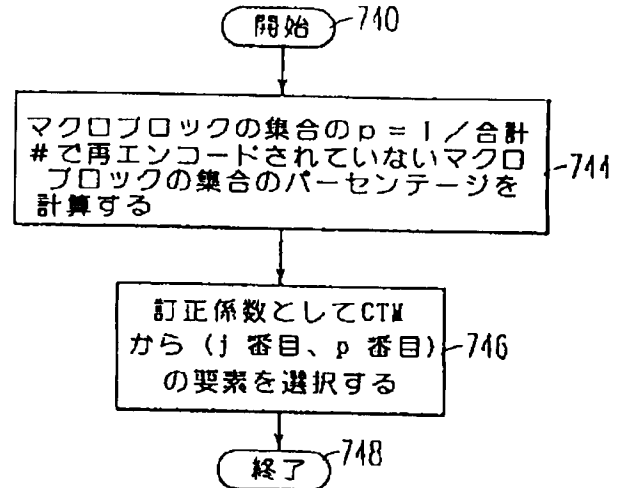 開始
710
マクロブロックの集合のp=1/合計
#で再エンコードされていないマクロ
ブロックの集合のパーセンテージを
計算する
744
訂正係数としてCTM
から(j 番目、p 番目)
の要素を選択する
746
終了
748